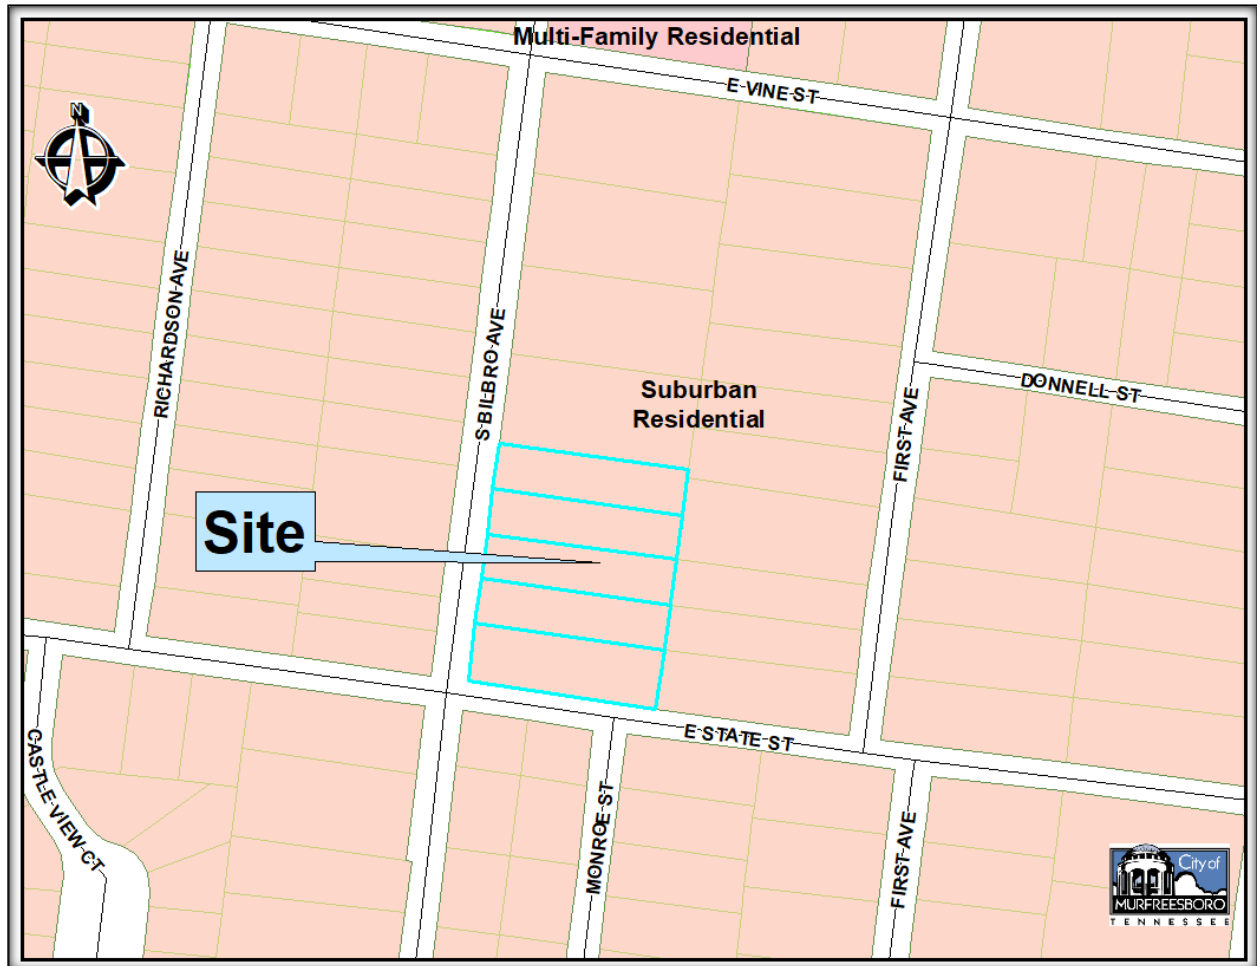 Multi-Family Residential
E VINE ST
N
RICHARDSON AVE
S BILBRO AVE
Suburban
Residential
DONNELL ST
FIRST AVE
Site
E STATE ST
CASTLE VIEW CT
MONROE ST
FIRST AVE
City of
MURFREESBORO
TENNESSEE